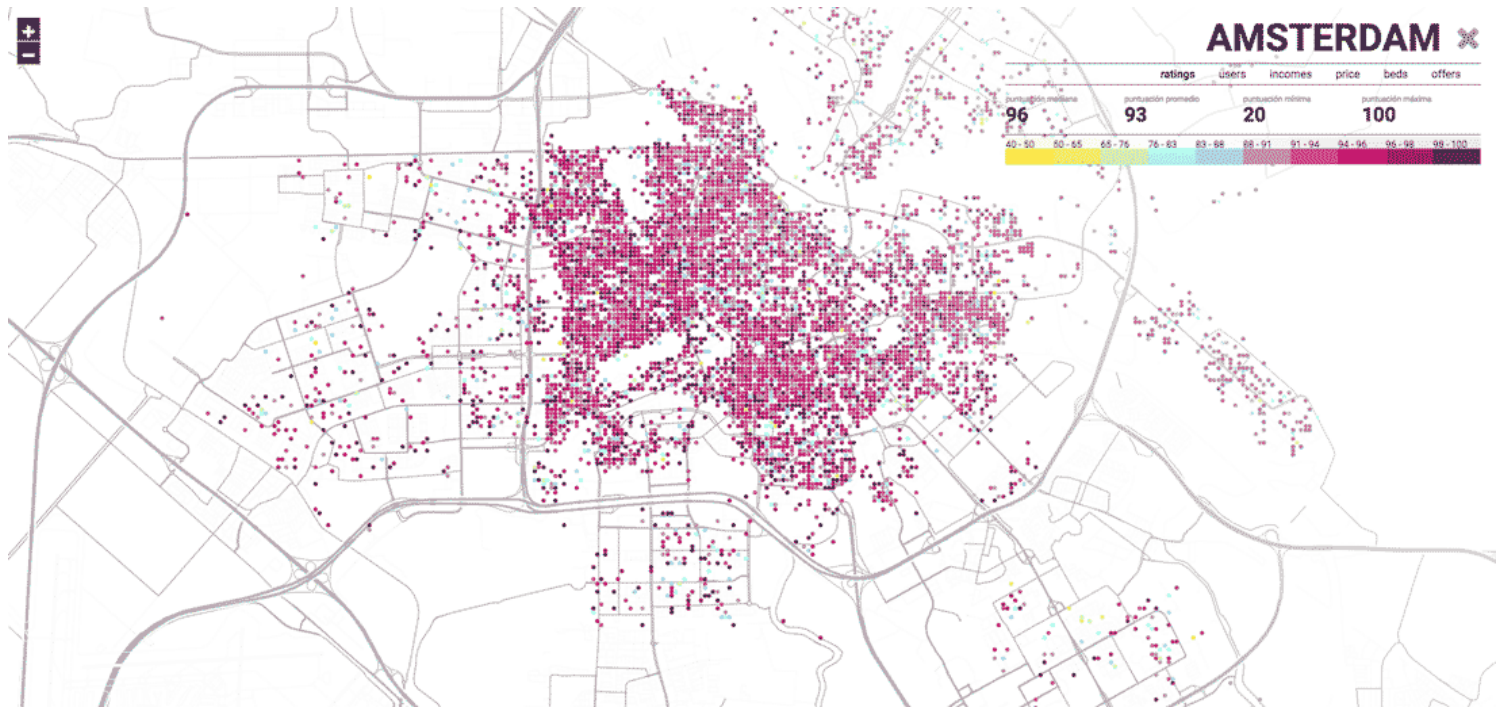 +
−
AMSTERDAM ×
ratings users incomes price beds offers
puntuación mediana puntuación promedio puntuación mínima puntuación máxima
96 93 20 100
40 - 50 50 - 65 65 - 76 76 - 83 83 - 88 88 - 91 91 - 94 94 - 96 96 - 98 98 - 100